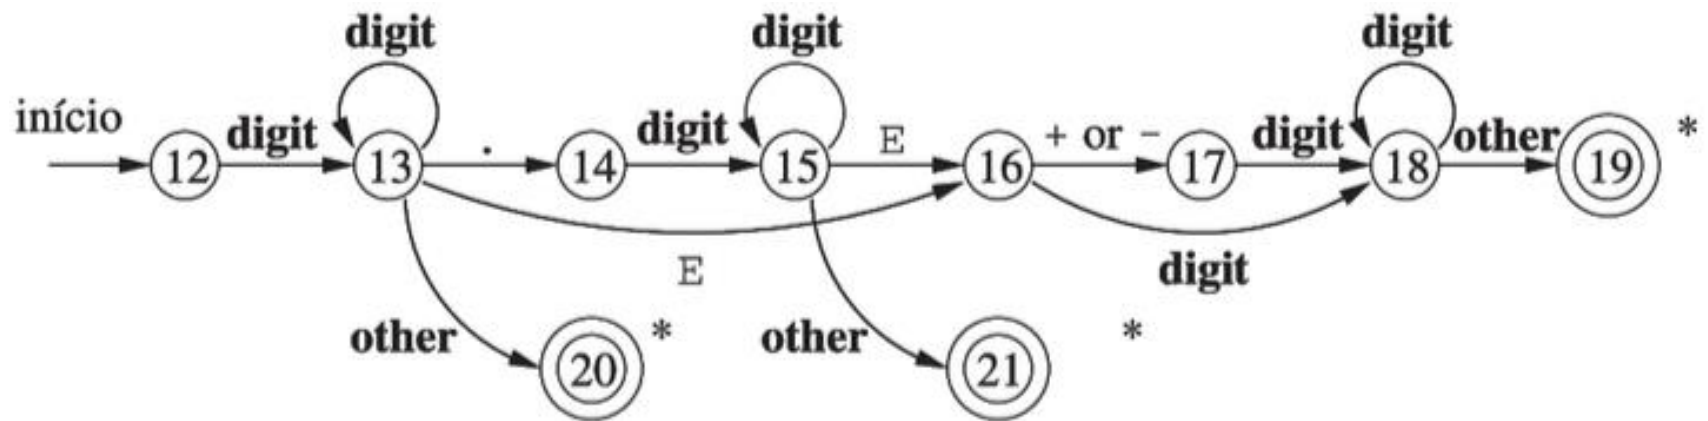 digit digit digit
início digit . digit E + or - digit other *
12 13 14 15 16 17 18 19
E digit
other * other *
20 21